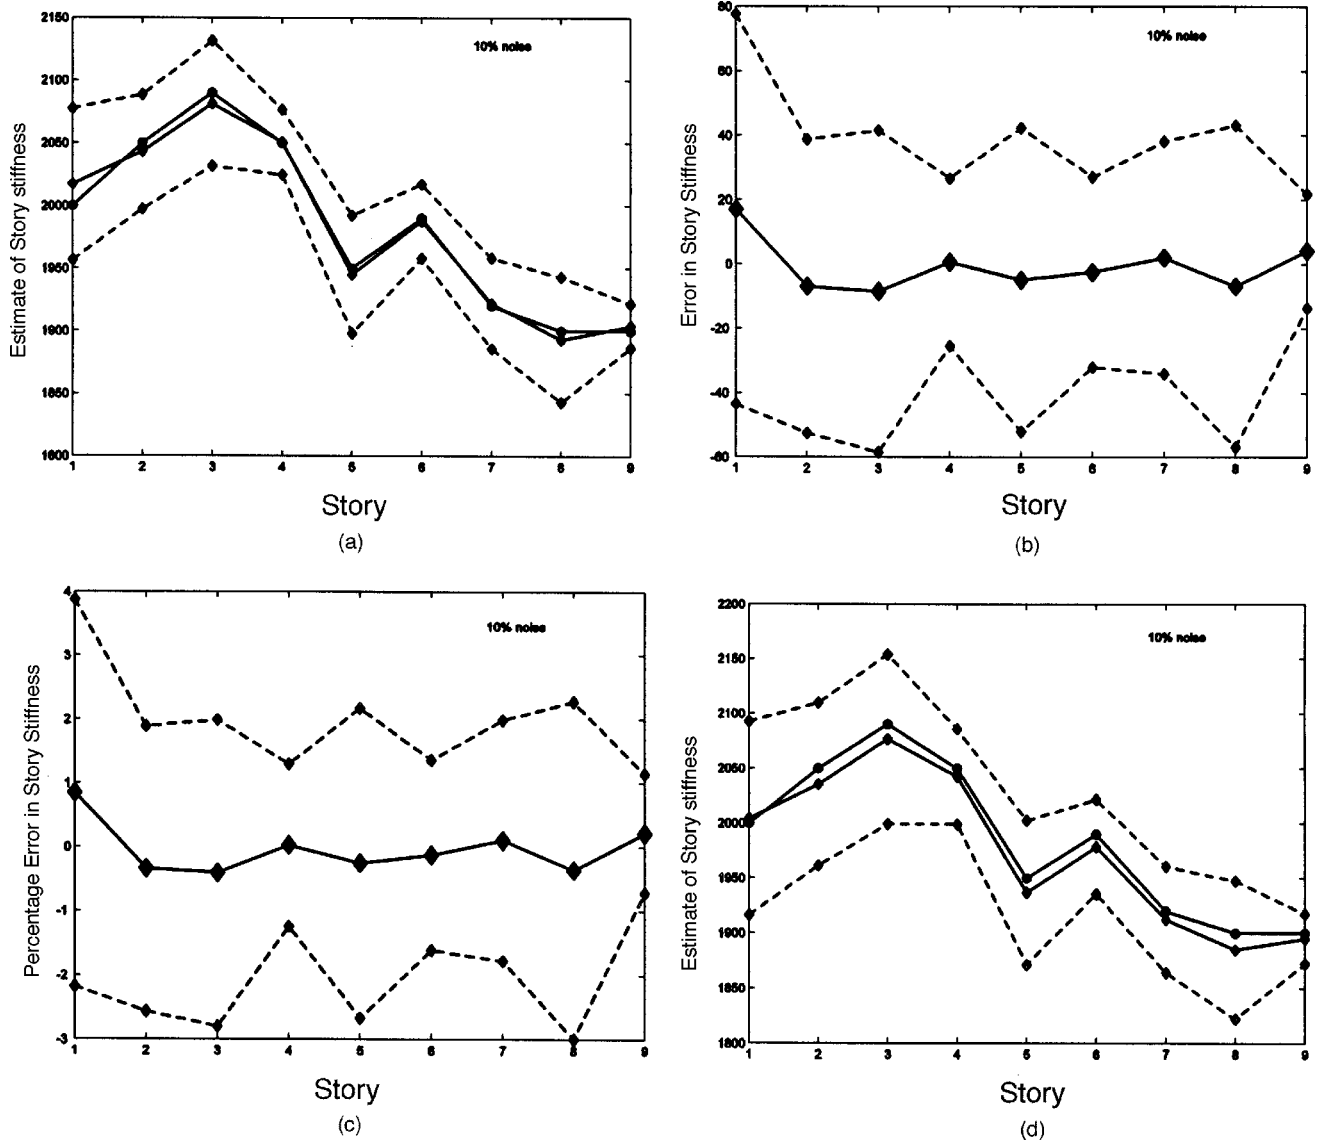 2150
2100
2050
2000
1950
1900
1850
1800
10% noise
1 2 3 4 5 6 7 8 9
Estimate of Story stiffness
Story
(a)
80
60
40
20
0
-20
-40
-60
10% noise
1 2 3 4 5 6 7 8 9
Error in Story Stiffness
Story
(b)
4
3
2
1
0
-1
-2
-3
10% noise
1 2 3 4 5 6 7 8 9
Percentage Error in Story Stiffness
Story
(c)
2200
2150
2100
2050
2000
1950
1900
1850
1800
10% noise
1 2 3 4 5 6 7 8 9
Estimate of Story stiffness
Story
(d)